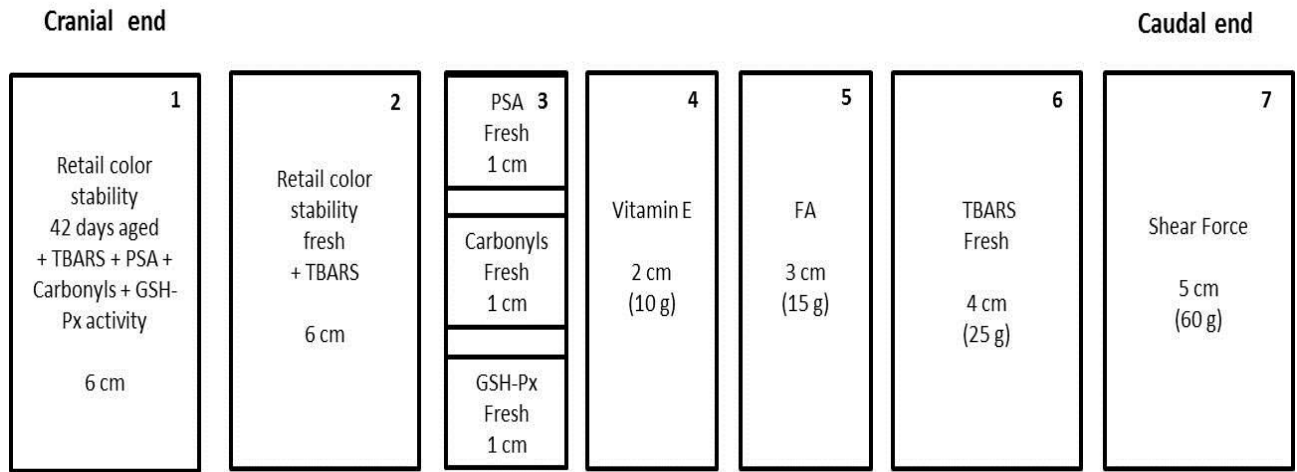 Cranial end
Caudal end
1
Retail color
stability
42 days aged
+ TBARS + PSA +
Carbonyls + GSH-
Px activity
6 cm
2
Retail color
stability
fresh
+ TBARS
6 cm
PSA 3
Fresh
1 cm
Carbonyls
Fresh
1 cm
GSH-Px
Fresh
1 cm
4
Vitamin E
2 cm
(10 g)
5
FA
3 cm
(15 g)
6
TBARS
Fresh
4 cm
(25 g)
7
Shear Force
5 cm
(60 g)